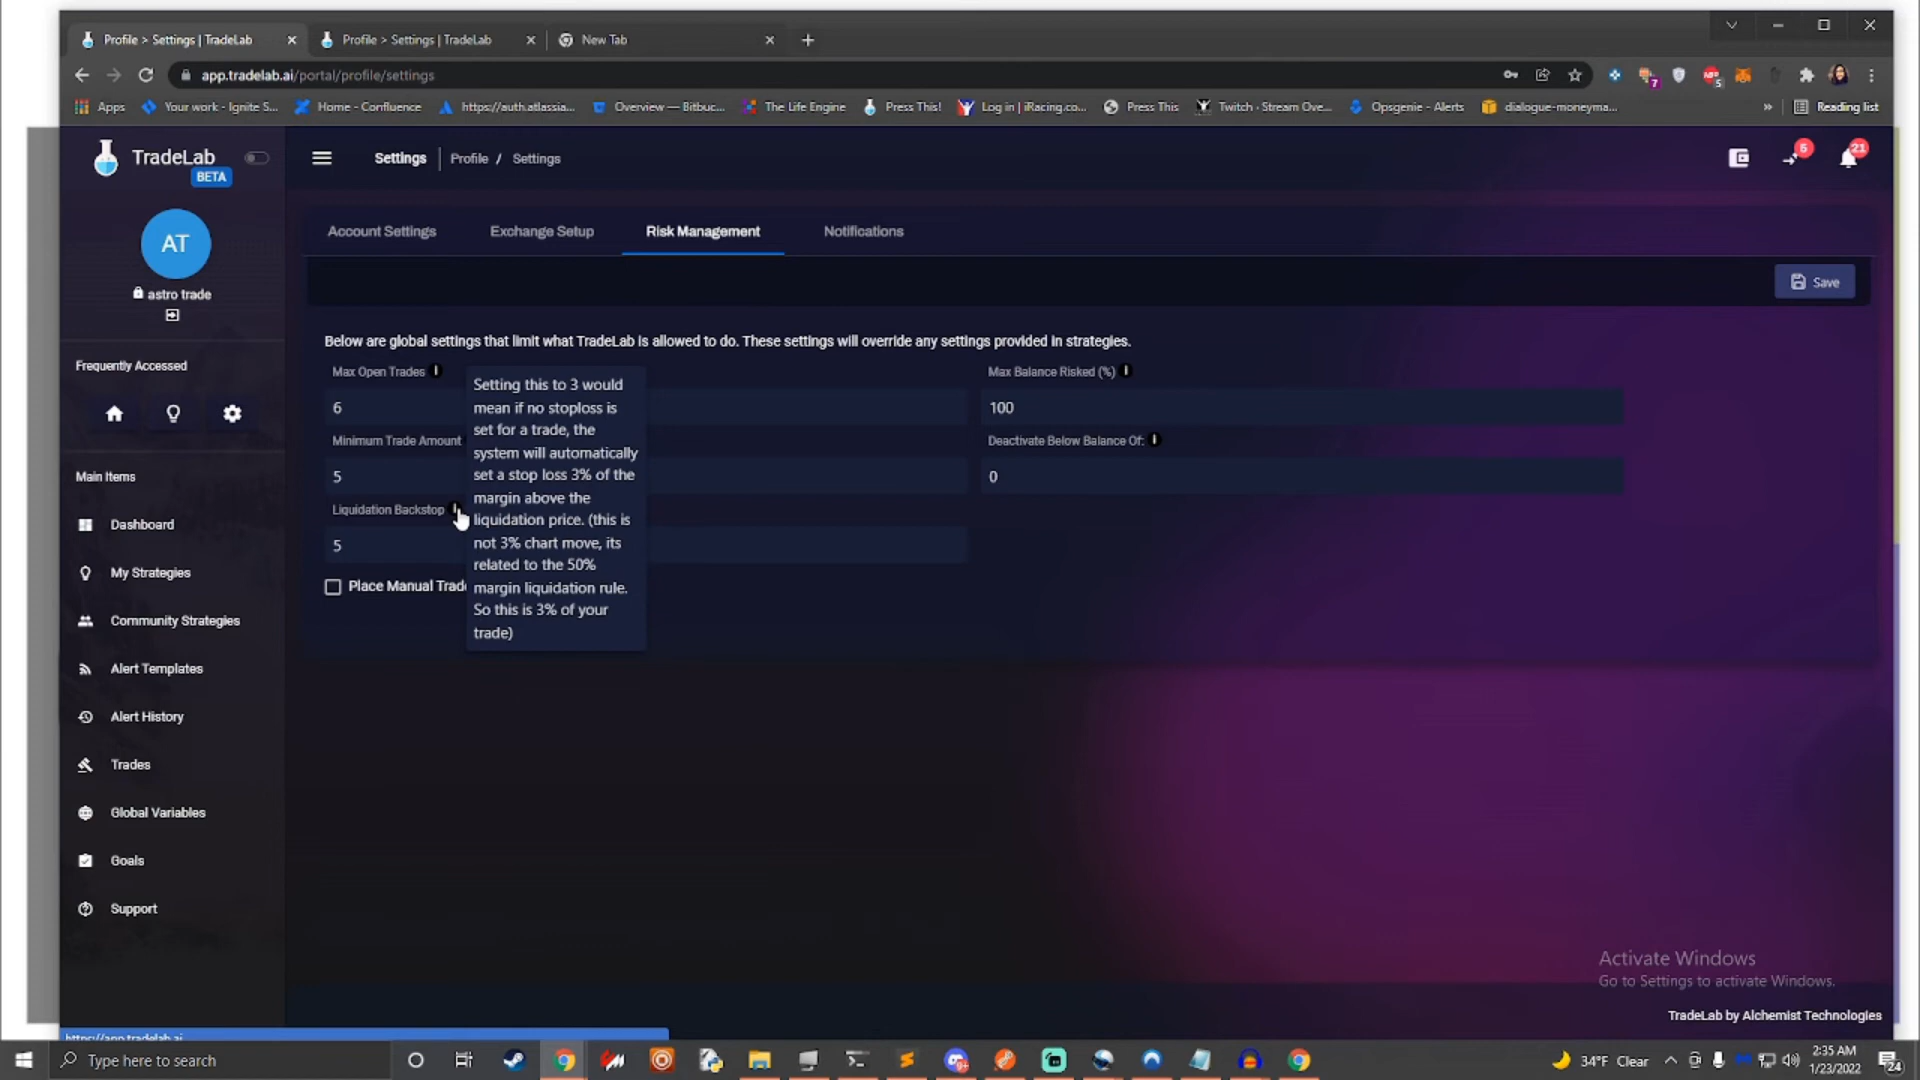 Profile > Settings | TradeLab
Profile > Settings | TradeLab
New Tab
app.tradelab.ai/portal/profile/settings
7
5
Apps
Your work - Ignite S...
Home - Confluence
https://auth.atlassia...
Overview — Bitbuc...
The Life Engine
Press This!
Log in | iRacing.co...
Press This
Twitch - Stream Ove...
Opsgenie - Alerts
dialogue-moneyma...
»
Reading list
TradeLab
BETA
Settings
Profile / Settings
6
21
AT
astro trade
Account Settings
Exchange Setup
Risk Management
Notifications
Save
Below are global settings that limit what TradeLab is allowed to do. These settings will override any settings provided in strategies.
Max Open Trades
6
Max Balance Risked (%)
100
Minimum Trade Amount
5
Deactivate Below Balance Of:
0
Liquidation Backstop
5
Place Manual Trade
Setting this to 3 would
mean if no stoploss is
set for a trade, the
system will automatically
set a stop loss 3% of the
margin above the
liquidation price. (this is
not 3% chart move, its
related to the 50%
margin liquidation rule.
So this is 3% of your
trade)
Frequently Accessed
Main Items
Dashboard
My Strategies
Community Strategies
Alert Templates
Alert History
Trades
Global Variables
Goals
Support
Activate Windows
Go to Settings to activate Windows.
TradeLab by Alchemist Technologies
https://app.tradelab.ai
Type here to search
34°F Clear
2:35 AM
1/23/2022
24